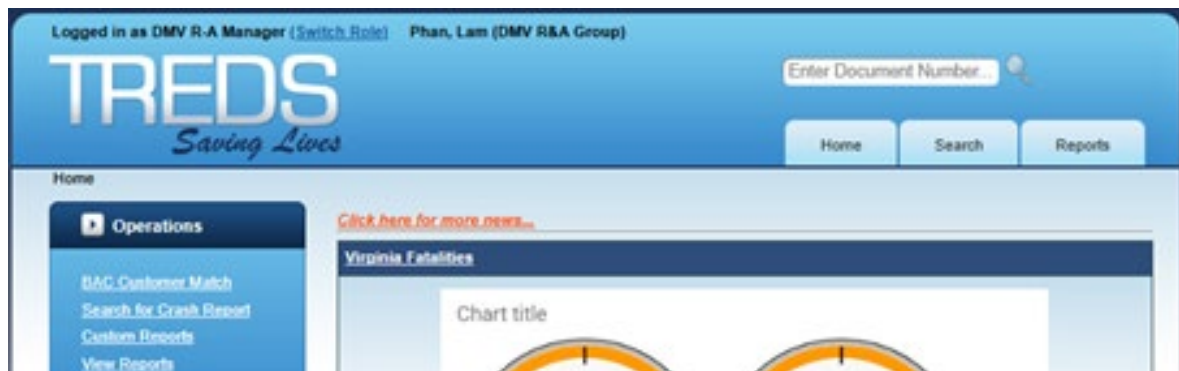 Logged in as DMV R-A Manager (Switch Role) Phan, Lam (DMV R&A Group)
TREDS
Saving Lives
Enter Document Number...
Home Search Reports
Home
Operations
BAC Customer Match
Search for Crash Report
Custom Reports
View Reports
Click here for more news...
Virginia Fatalities
Chart title